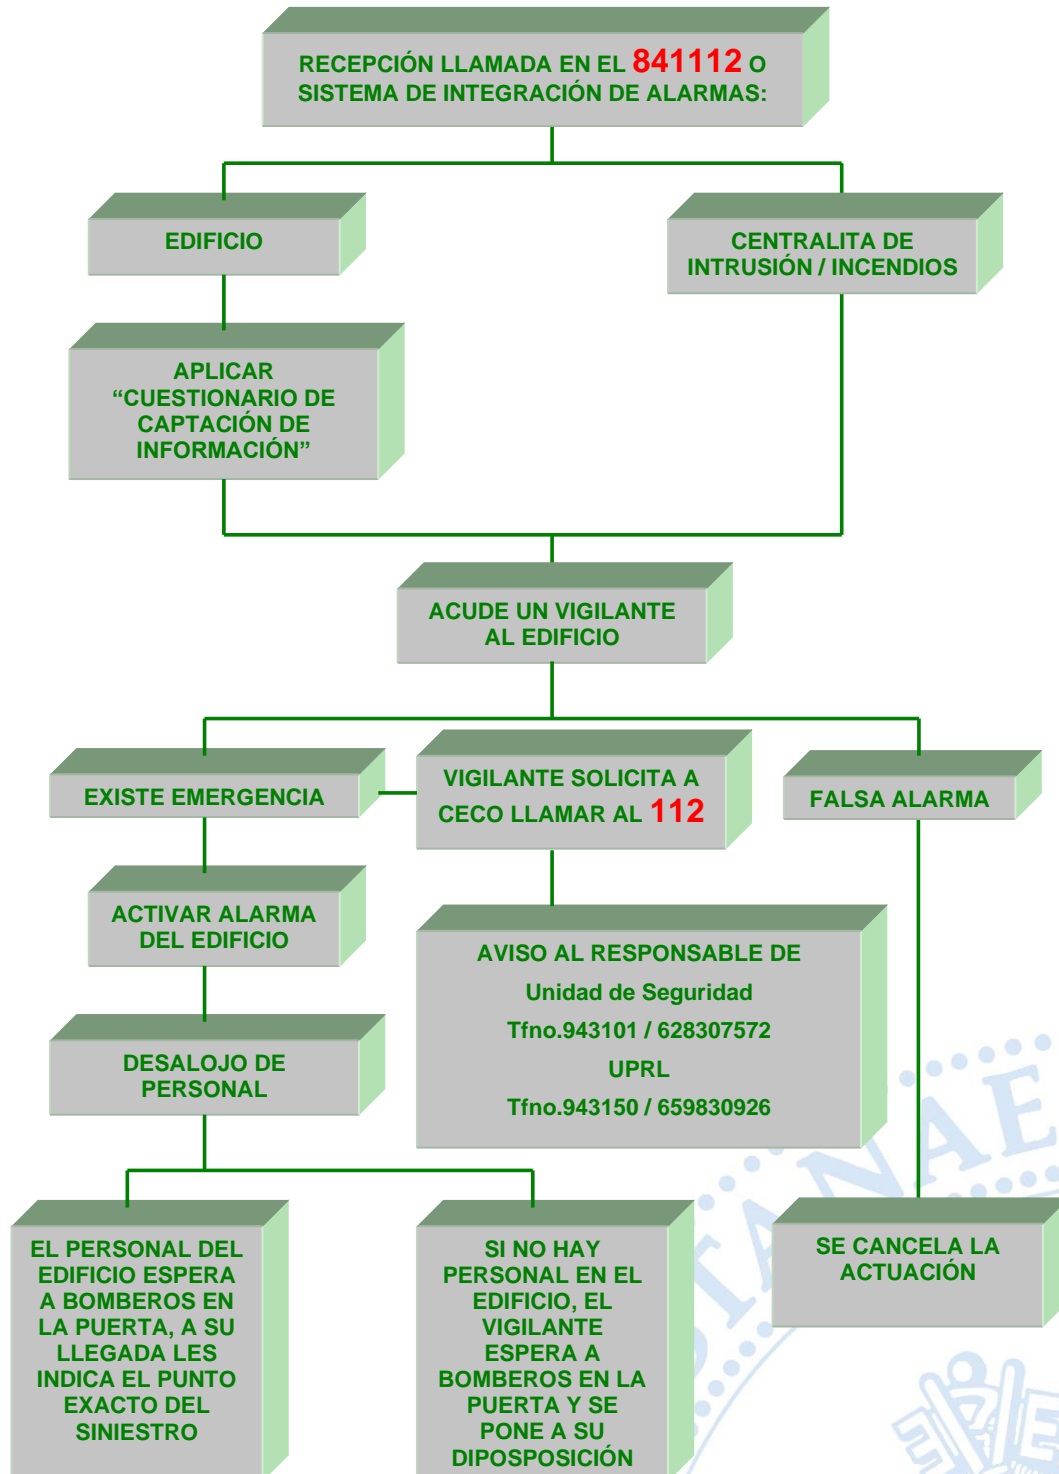 RECEPCIÓN LLAMADA EN EL 841112 O
SISTEMA DE INTEGRACIÓN DE ALARMAS:
EDIFICIO
CENTRALITA DE
INTRUSIÓN / INCENDIOS
APLICAR
“CUESTIONARIO DE
CAPTACIÓN DE
INFORMACIÓN”
ACUDE UN VIGILANTE
AL EDIFICIO
EXISTE EMERGENCIA
VIGILANTE SOLICITA A
CECO LLAMAR AL 112
FALSA ALARMA
ACTIVAR ALARMA
DEL EDIFICIO
AVISO AL RESPONSABLE DE
Unidad de Seguridad
Tfno.943101 / 628307572
UPRL
Tfno.943150 / 659830926
DESALOJO DE
PERSONAL
EL PERSONAL DEL
EDIFICIO ESPERA
A BOMBEROS EN
LA PUERTA, A SU
LLEGADA LES
INDICA EL PUNTO
EXACTO DEL
SINIESTRO
SI NO HAY
PERSONAL EN EL
EDIFICIO, EL
VIGILANTE
ESPERA A
BOMBEROS EN LA
PUERTA Y SE
PONE A SU
DIPOSPOSICIÓN
SE CANCELA LA
ACTUACIÓN